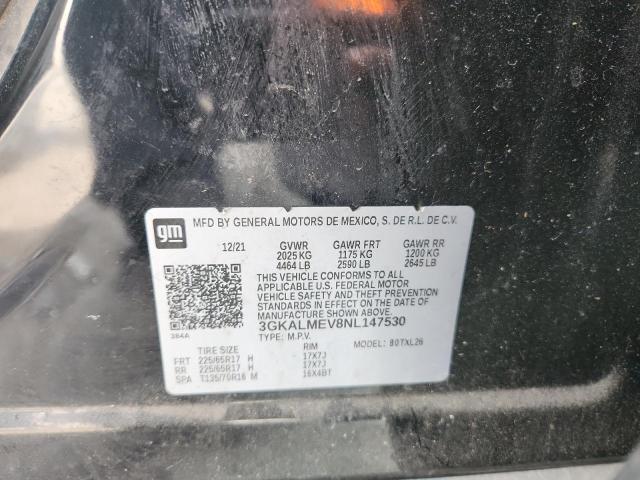 gm
MFD BY GENERAL MOTORS DE MEXICO, S. DE R.L. DE C.V.
12/21 GVWR GAWR FRT GAWR RR
2025 KG 1175 KG 1200 KG
4464 LB 2590 LB 2645 LB
THIS VEHICLE CONFORMS TO ALL
APPLICABLE U.S. FEDERAL MOTOR
VEHICLE SAFETY AND THEFT PREVENTION
STANDARDS IN EFFECT ON THE DATE OF
MANUFACTURE SHOWN ABOVE.
384A 3GKALMEV8NL147530
TYPE: M.P.V. MODEL: 80TXL26
TIRE SIZE RIM
FRT 225/65R17 H 17X7J
RR 225/65R17 H 17X7J
SPA T135/70R16 M 16X4BT